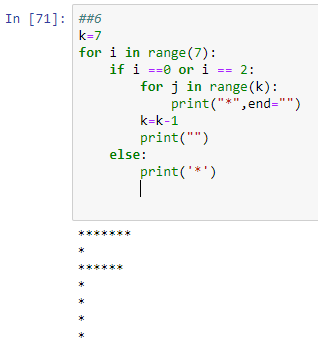 In [71]: ##6
k=7
for i in range(7):
    if i ==0 or i == 2:
        for j in range(k):
            print("*",end="")
        k=k-1
        print("")
    else:
        print('*')
*******
*
******
*
*
*
*